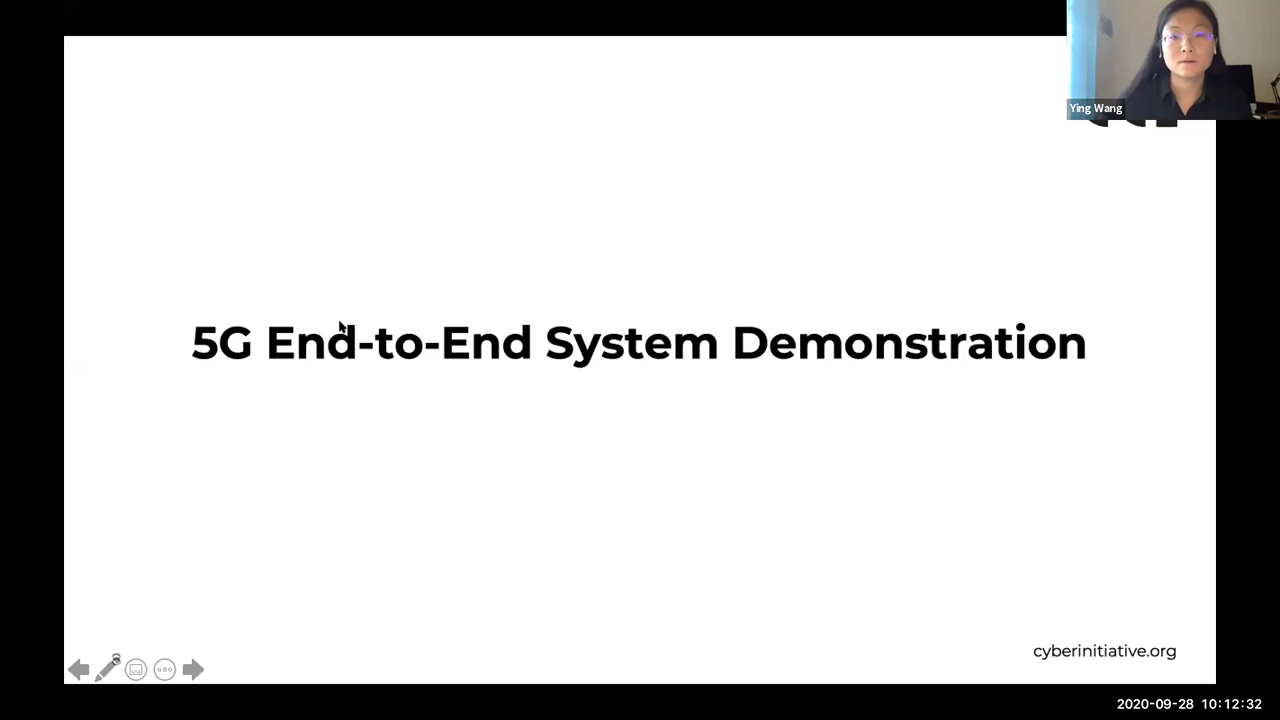 Ying Wang
5G End-to-End System Demonstration
cyberinitiative.org
2020-09-28 10:12:32